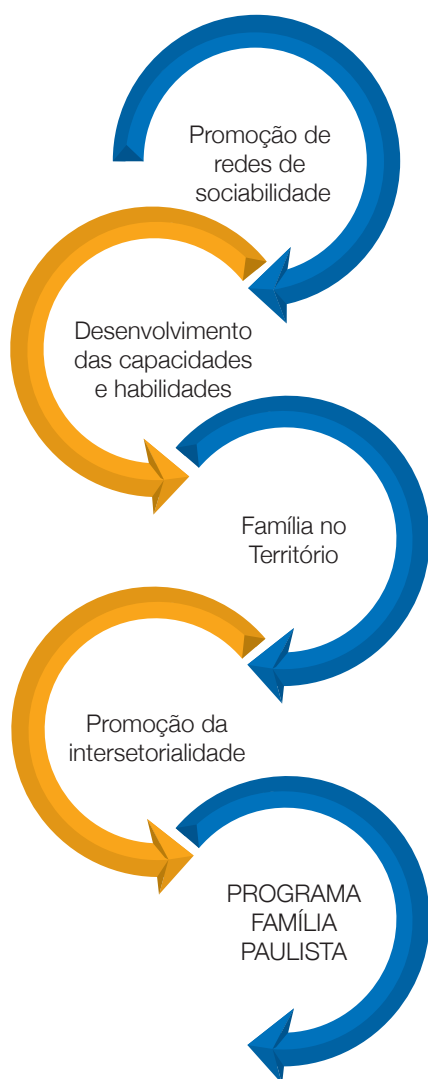 Promoção de
redes de
sociabilidade
Desenvolvimento
das capacidades
e habilidades
Família no
Território
Promoção da
intersetorialidade
PROGRAMA
FAMÍLIA
PAULISTA